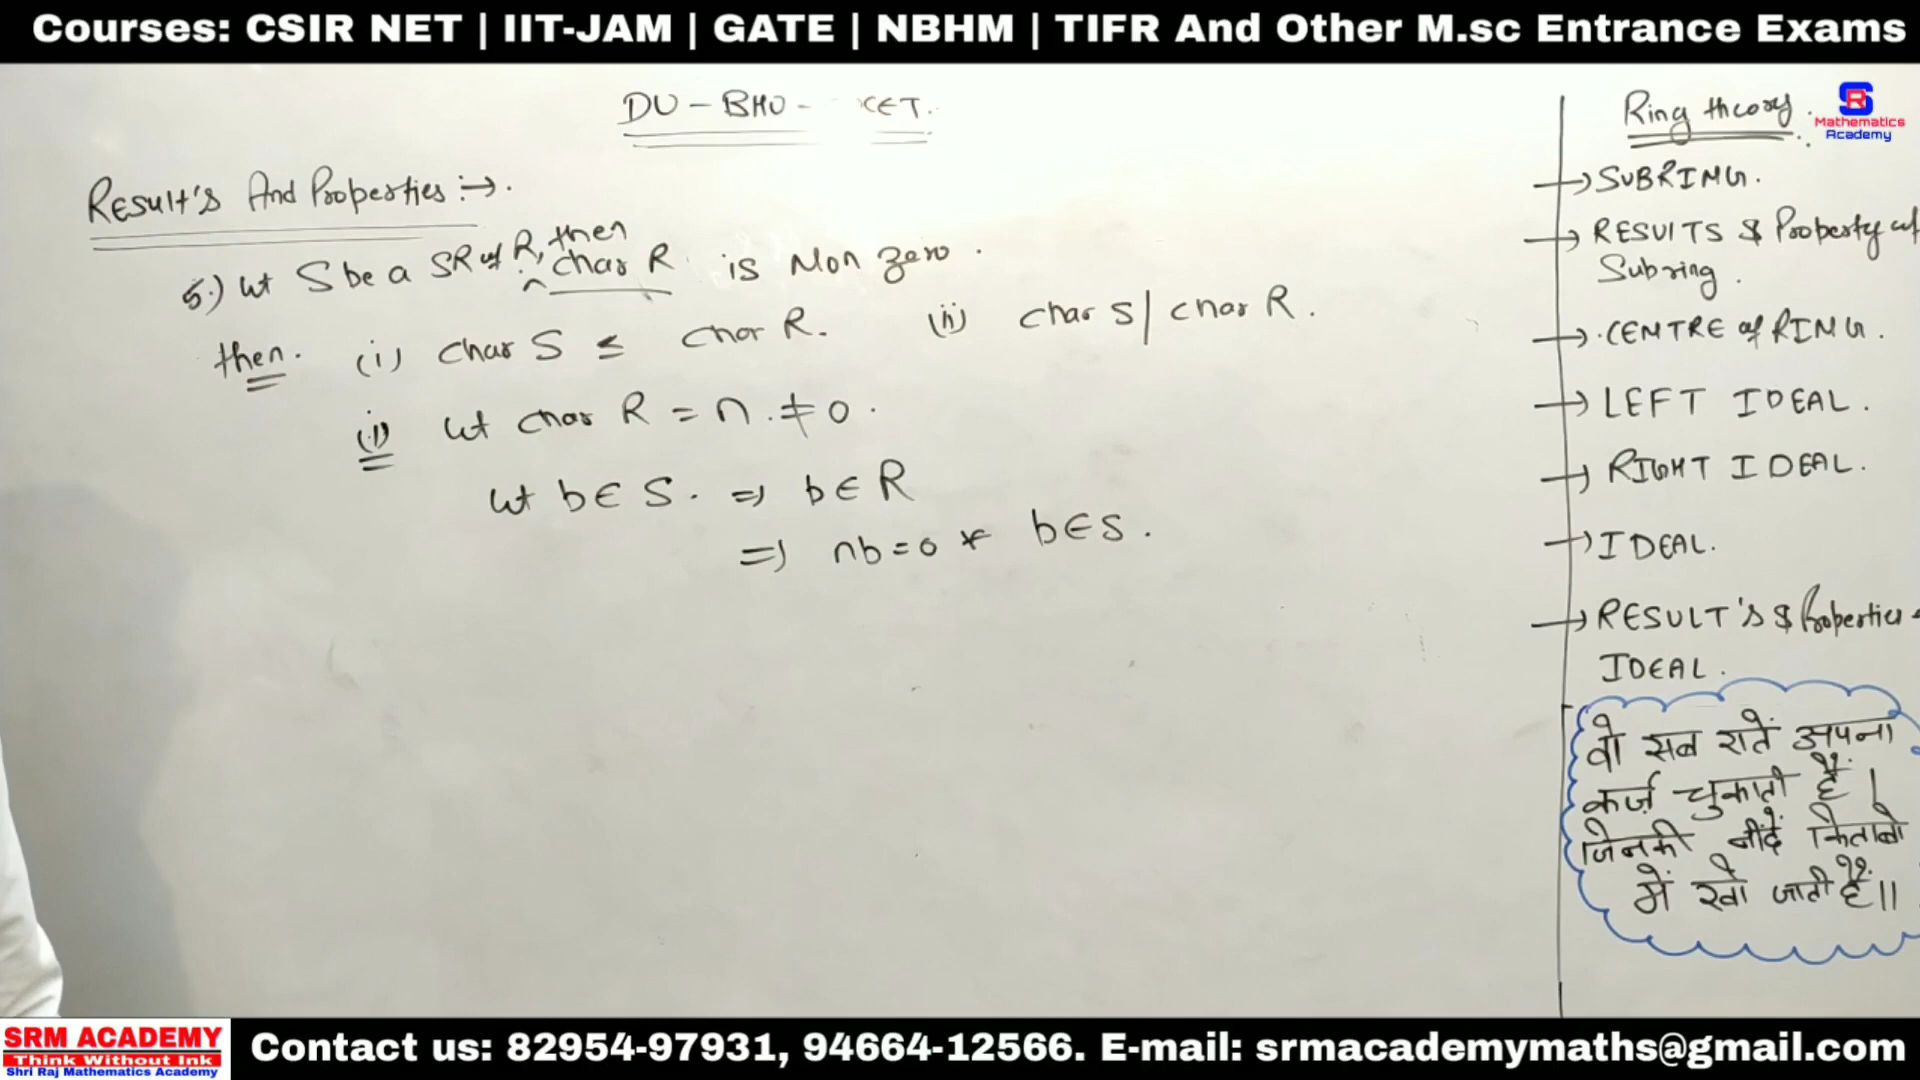 Courses: CSIR NET | IIT-JAM | GATE | NBHM | TIFR And Other M.sc Entrance Exams
DU - BHU - CET.
RESult's And Properties :→.
5.) Let S be a SR of R, then char R is Non zero.
then. (i) char S ≤ char R. (ii) char S | char R.
(i) Let char R = n ≠ 0.
Let b ∈ S. ⇒ b ∈ R
⇒ nb = 0 ∀ b ∈ S.
Ring theory.
SR
Mathematics
Academy
→ SUBRING.
→ RESULTS & Property of
Subring.
→ CENTRE of RING.
→ LEFT IDEAL.
→ RIGHT IDEAL.
→ IDEAL.
→ RESULT'S & Properties
IDEAL.
वो सब रातें अपना
कर्ज़ चुकाती हैं।
जिनकी नींदें किताबो
में खो जाती हैं॥
SRM ACADEMY
Think Without Ink
Shri Raj Mathematics Academy
Contact us: 82954-97931, 94664-12566. E-mail: srmacademymaths@gmail.com